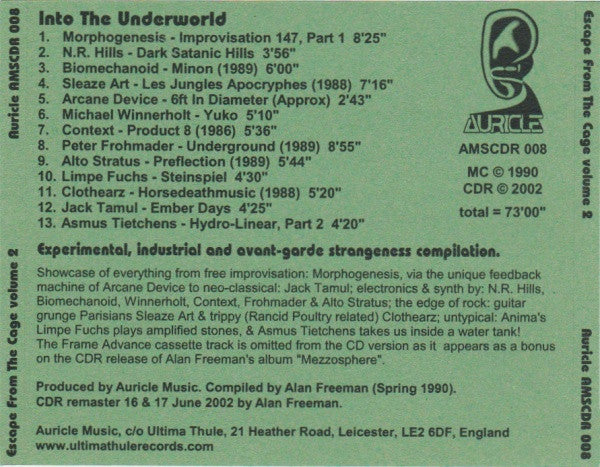 Auricle AMSCDR 008
Escape From The Cage volume 2
Into The Underworld
1. Morphogenesis - Improvisation 147, Part 1 8'25"
2. N.R. Hills - Dark Satanic Hills 3'56"
3. Biomechanoid - Minon (1989) 6'00"
4. Sleaze Art - Les Jungles Apocryphes (1988) 7'16"
5. Arcane Device - 6ft In Diameter (Approx) 2'43"
6. Michael Winnerholt - Yuko 5'10"
7. Context - Product 8 (1986) 5'36"
8. Peter Frohmader - Underground (1989) 8'55"
9. Alto Stratus - Preflection (1989) 5'44"
10. Limpe Fuchs - Steinspiel 4'30"
11. Clothearz - Horsedeathmusic (1988) 5'20"
12. Jack Tamul - Ember Days 4'25"
13. Asmus Tietchens - Hydro-Linear, Part 2 4'20"
AURICLE
AMSCDR 008
MC © 1990
CDR © 2002
total = 73'00"
Experimental, industrial and avant-garde strangeness compilation.
Showcase of everything from free improvisation: Morphogenesis, via the unique feedback
machine of Arcane Device to neo-classical: Jack Tamul; electronics & synth by: N.R. Hills,
Biomechanoid, Winnerholt, Context, Frohmader & Alto Stratus; the edge of rock: guitar
grunge Parisians Sleaze Art & trippy (Rancid Poultry related) Clothearz; untypical: Anima's
Limpe Fuchs plays amplified stones, & Asmus Tietchens takes us inside a water tank!
The Frame Advance cassette track is omitted from the CD version as it appears as a bonus
on the CDR release of Alan Freeman's album "Mezzosphere".
Produced by Auricle Music. Compiled by Alan Freeman (Spring 1990).
CDR remaster 16 & 17 June 2002 by Alan Freeman.
Auricle Music, c/o Ultima Thule, 21 Heather Road, Leicester, LE2 6DF, England
www.ultimathulerecords.com
Escape From The Cage volume 2
Auricle AMSCDR 008